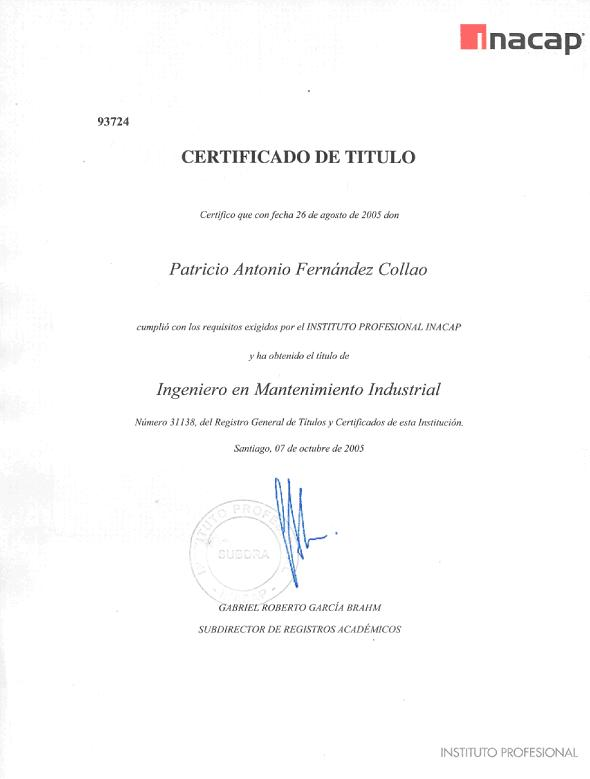 inacap
93724
CERTIFICADO DE TITULO
Certifico que con fecha 26 de agosto de 2005 don
Patricio Antonio Fernández Collao
cumplió con los requisitos exigidos por el INSTITUTO PROFESIONAL INACAP
y ha obtenido el título de
Ingeniero en Mantenimiento Industrial
Número 31138, del Registro General de Títulos y Certificados de esta Institución.
Santiago, 07 de octubre de 2005
SUBDRA
GABRIEL ROBERTO GARCÍA BRAHM
SUBDIRECTOR DE REGISTROS ACADÉMICOS
INSTITUTO PROFESIONAL